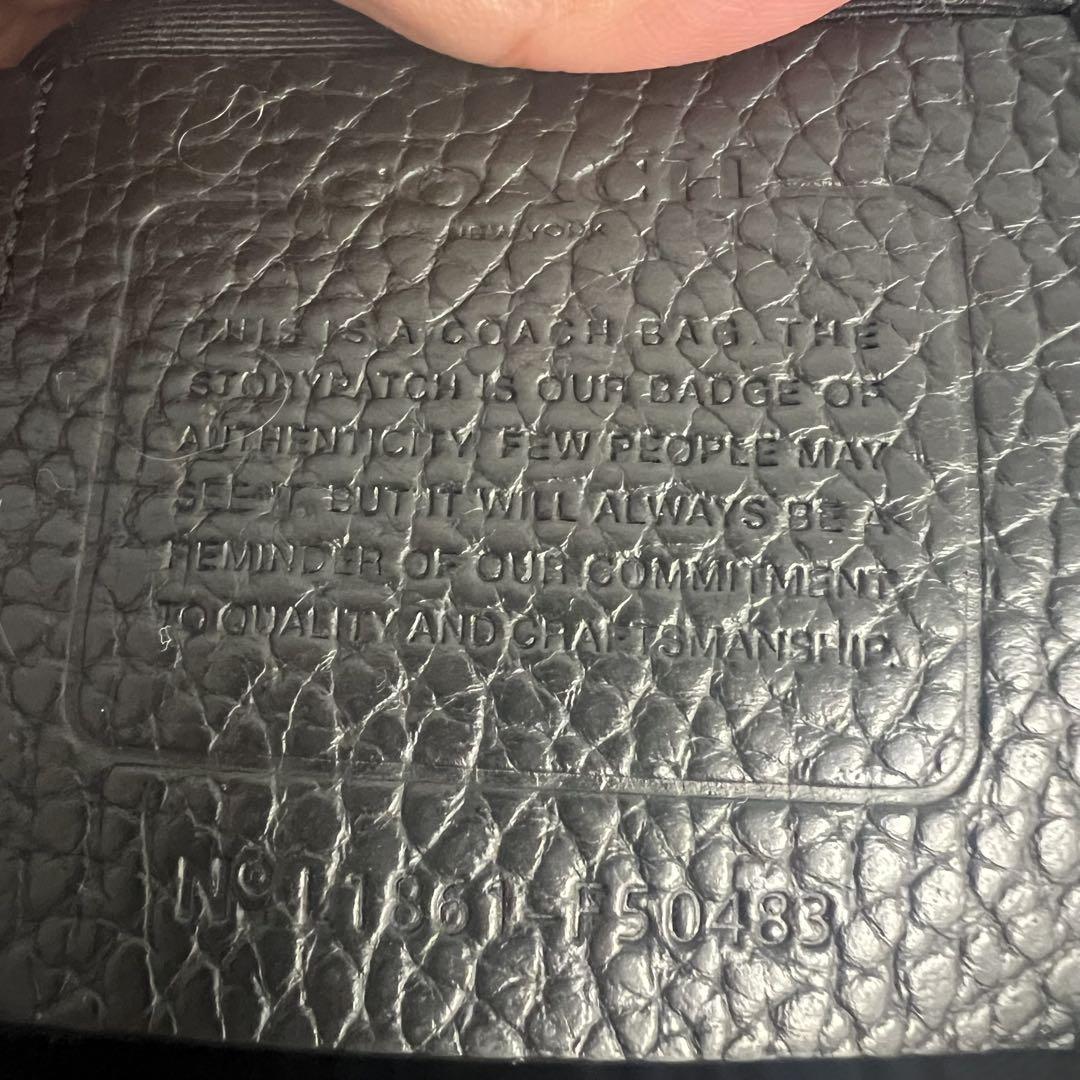 COACH
NEW YORK
THIS IS A COACH BAG. THE
STORYPATCH IS OUR BADGE OF
AUTHENTICITY. FEW PEOPLE MAY
SEE IT. BUT IT WILL ALWAYS BE A
REMINDER OF OUR COMMITMENT
TO QUALITY AND CRAFTSMANSHIP.
Nº 11861-F50483